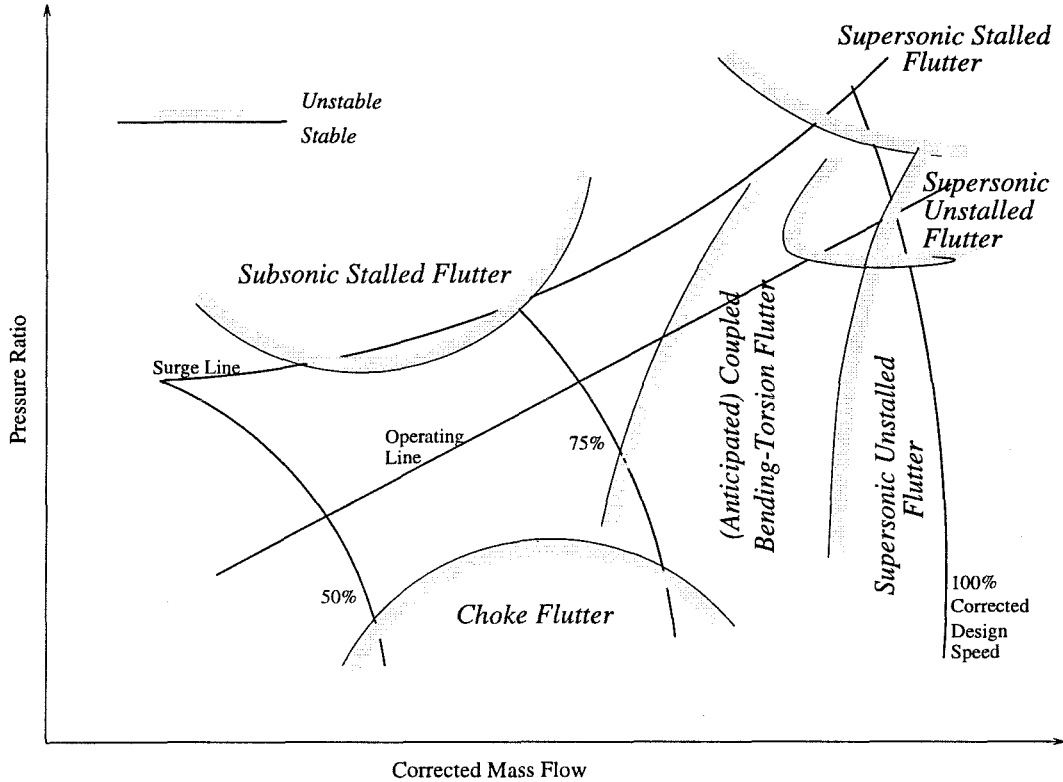 Supersonic Stalled
Flutter
Unstable
Stable
Supersonic
Unstalled
Flutter
Subsonic Stalled Flutter
Surge Line
Pressure Ratio
Operating
Line
75%
(Anticipated) Coupled
Bending-Torsion Flutter
Supersonic Unstalled
Flutter
50%
Choke Flutter
100%
Corrected
Design
Speed
Corrected Mass Flow